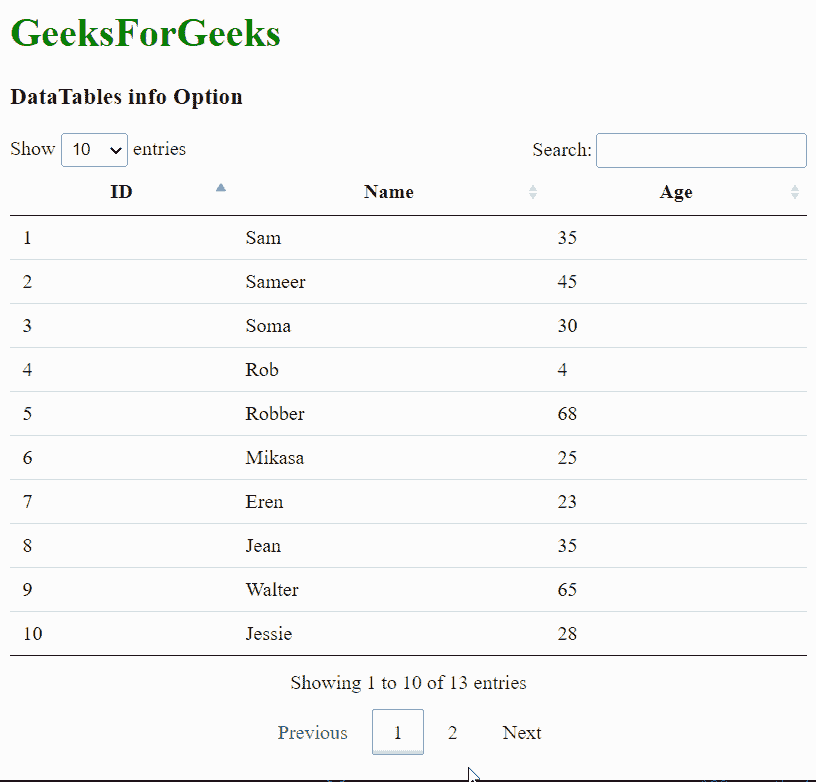 GeeksForGeeks
DataTables info Option
Show 10 entries Search:
ID Name Age
1 Sam 35
2 Sameer 45
3 Soma 30
4 Rob 4
5 Robber 68
6 Mikasa 25
7 Eren 23
8 Jean 35
9 Walter 65
10 Jessie 28
Showing 1 to 10 of 13 entries
Previous 1 2 Next